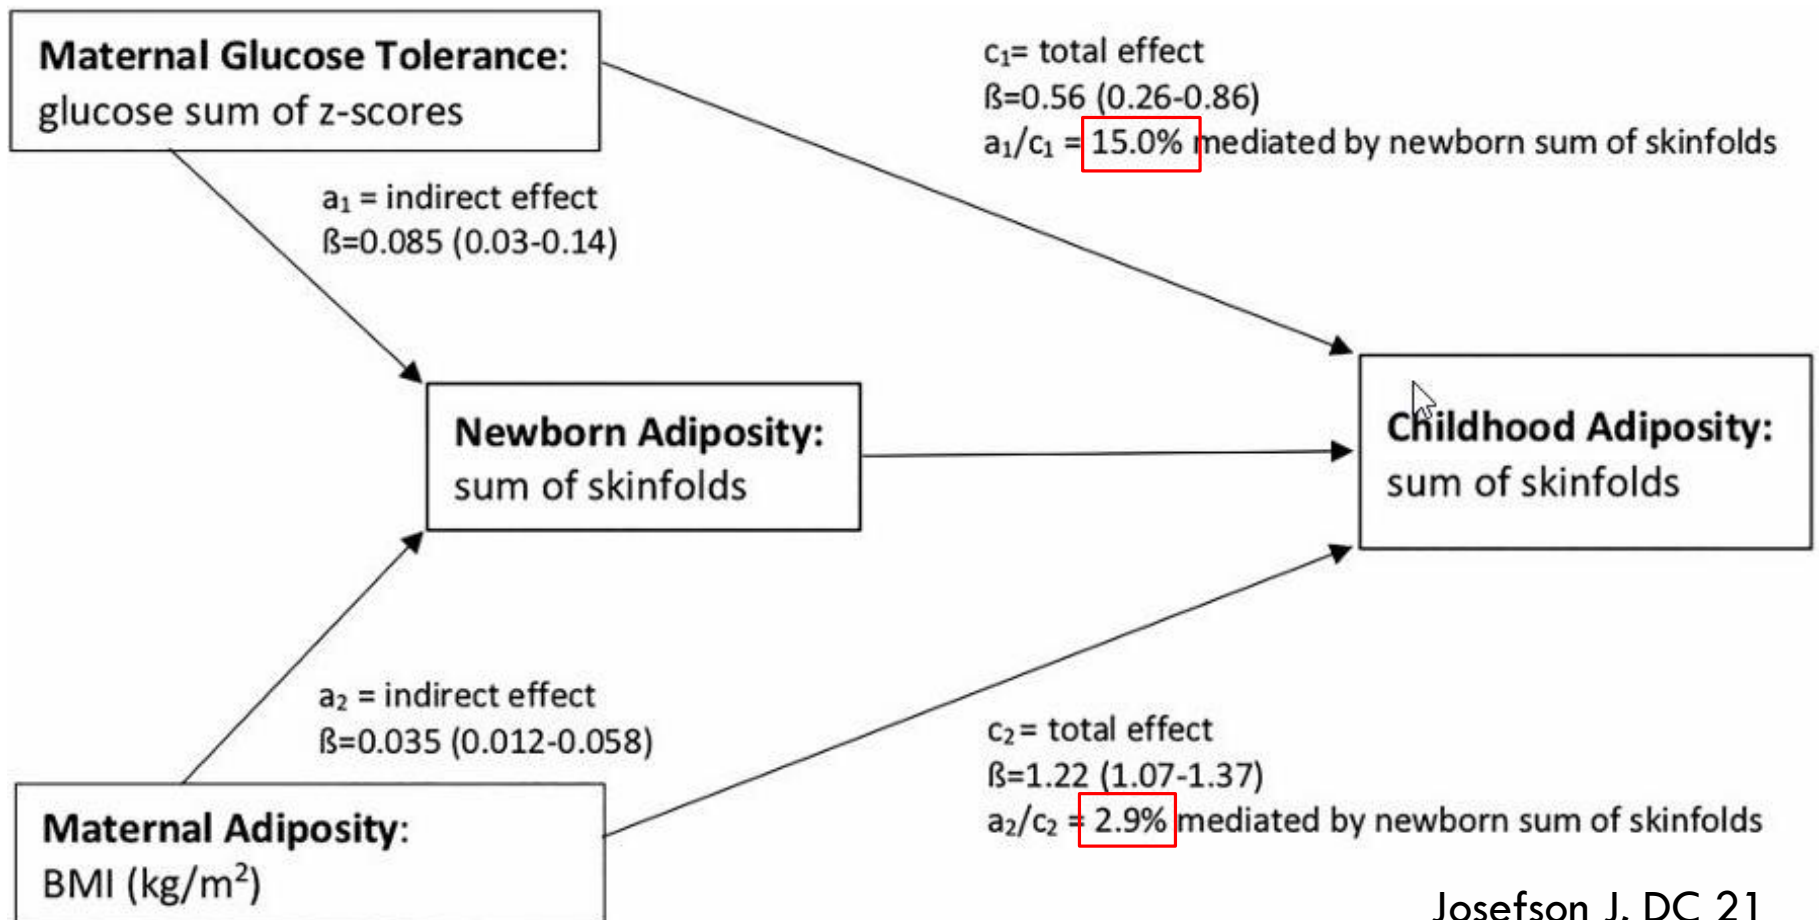 Maternal Glucose Tolerance:
glucose sum of z-scores
c₁= total effect
ß=0.56 (0.26-0.86)
a₁/c₁ = 15.0% mediated by newborn sum of skinfolds
a₁ = indirect effect
ß=0.085 (0.03-0.14)
Newborn Adiposity:
sum of skinfolds
Childhood Adiposity:
sum of skinfolds
a₂ = indirect effect
ß=0.035 (0.012-0.058)
c₂ = total effect
ß=1.22 (1.07-1.37)
a₂/c₂ = 2.9% mediated by newborn sum of skinfolds
Maternal Adiposity:
BMI (kg/m²)
Josefson J, DC 21